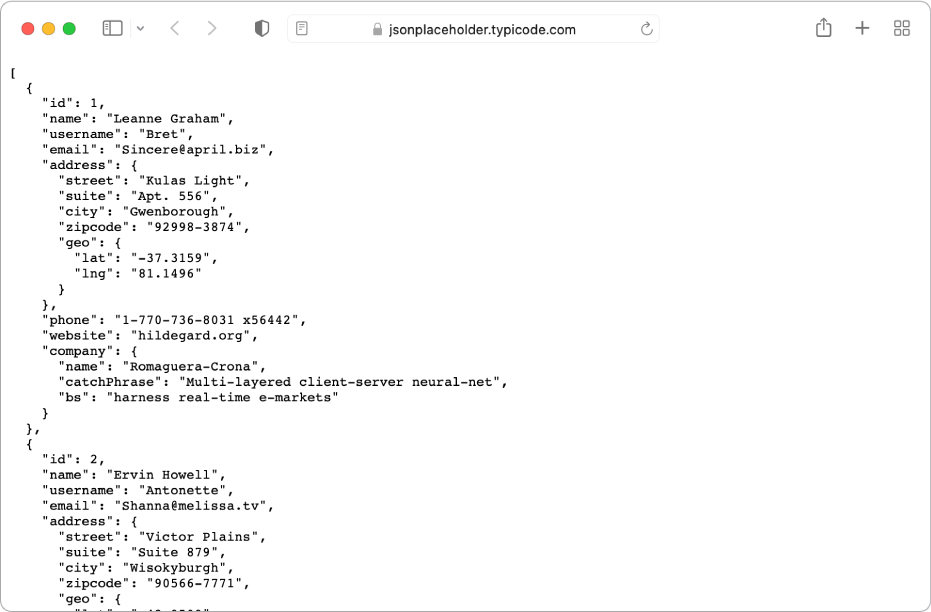 jsonplaceholder.typicode.com
[
  {
    "id": 1,
    "name": "Leanne Graham",
    "username": "Bret",
    "email": "Sincere@april.biz",
    "address": {
      "street": "Kulas Light",
      "suite": "Apt. 556",
      "city": "Gwenborough",
      "zipcode": "92998-3874",
      "geo": {
        "lat": "-37.3159",
        "lng": "81.1496"
      }
    },
    "phone": "1-770-736-8031 x56442",
    "website": "hildegard.org",
    "company": {
      "name": "Romaguera-Crona",
      "catchPhrase": "Multi-layered client-server neural-net",
      "bs": "harness real-time e-markets"
    }
  },
  {
    "id": 2,
    "name": "Ervin Howell",
    "username": "Antonette",
    "email": "Shanna@melissa.tv",
    "address": {
      "street": "Victor Plains",
      "suite": "Suite 879",
      "city": "Wisokyburgh",
      "zipcode": "90566-7771",
      "geo": {